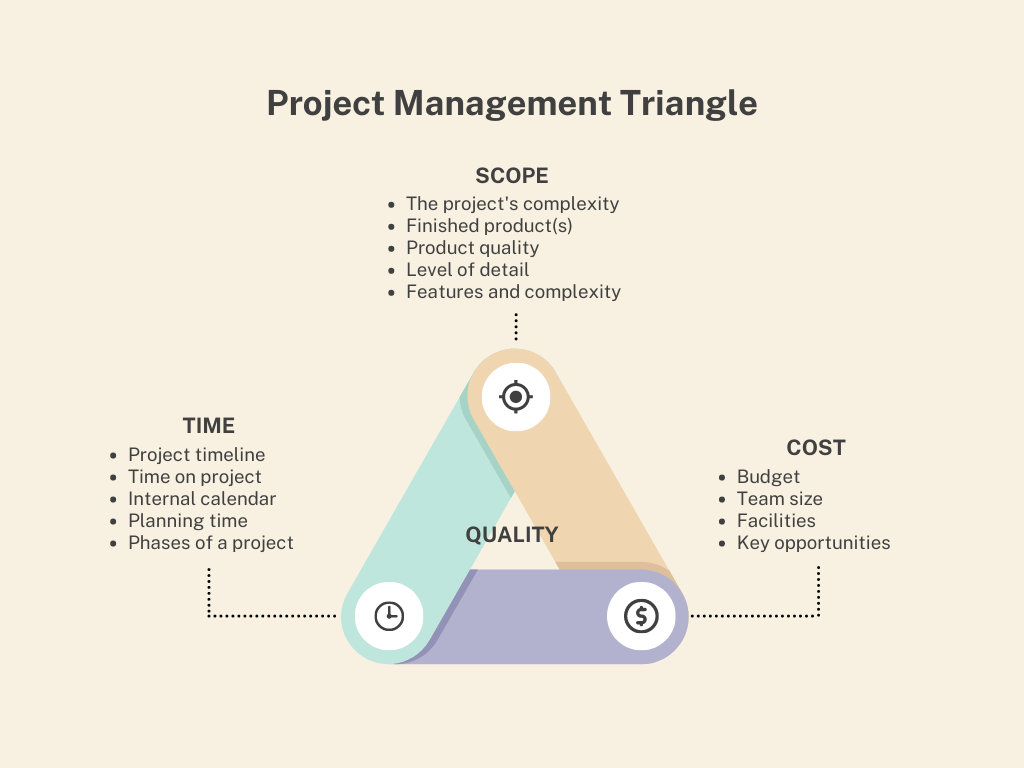 Project Management Triangle
SCOPE
• The project's complexity
• Finished product(s)
• Product quality
• Level of detail
• Features and complexity
TIME
• Project timeline
• Time on project
• Internal calendar
• Planning time
• Phases of a project
COST
• Budget
• Team size
• Facilities
• Key opportunities
QUALITY
$